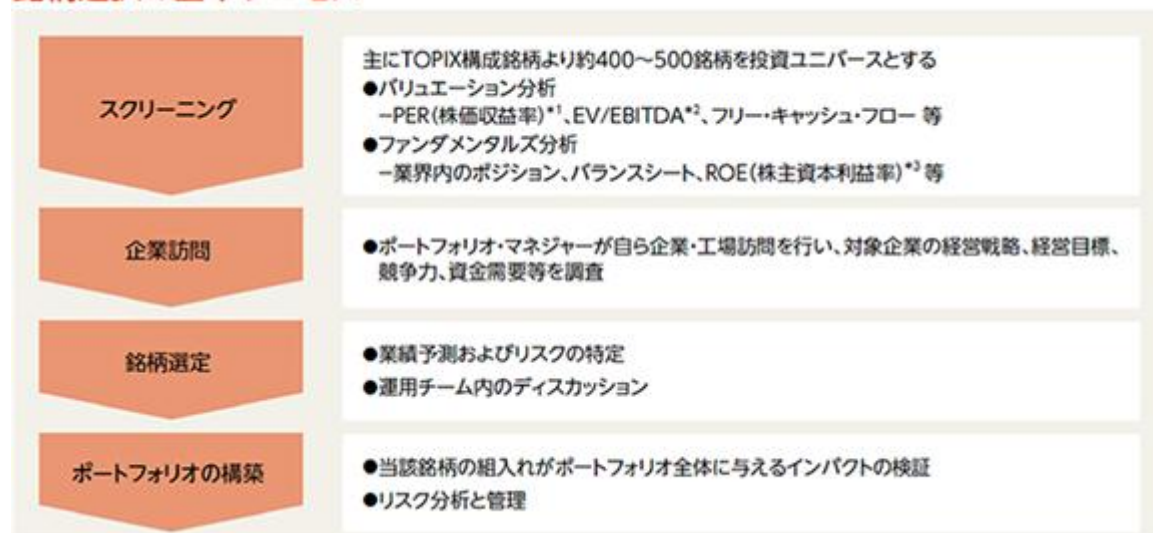 スクリーニング
主にTOPIX構成銘柄より約400～500銘柄を投資ユニバースとする
●バリュエーション分析
－PER(株価収益率)*1、EV/EBITDA*2、フリー・キャッシュ・フロー 等
●ファンダメンタルズ分析
－業界内のポジション、バランスシート、ROE(株主資本利益率)*3 等
企業訪問
●ポートフォリオ・マネジャーが自ら企業・工場訪問を行い、対象企業の経営戦略、経営目標、
競争力、資金需要等を調査
銘柄選定
●業績予測およびリスクの特定
●運用チーム内のディスカッション
ポートフォリオの構築
●当該銘柄の組入れがポートフォリオ全体に与えるインパクトの検証
●リスク分析と管理